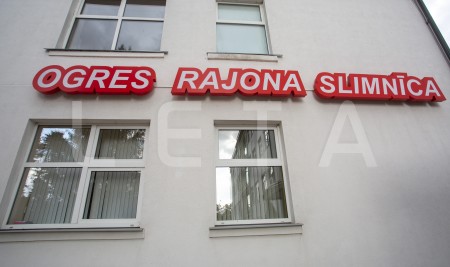 OGRES RAJONA SLIMNĪCA
LETA